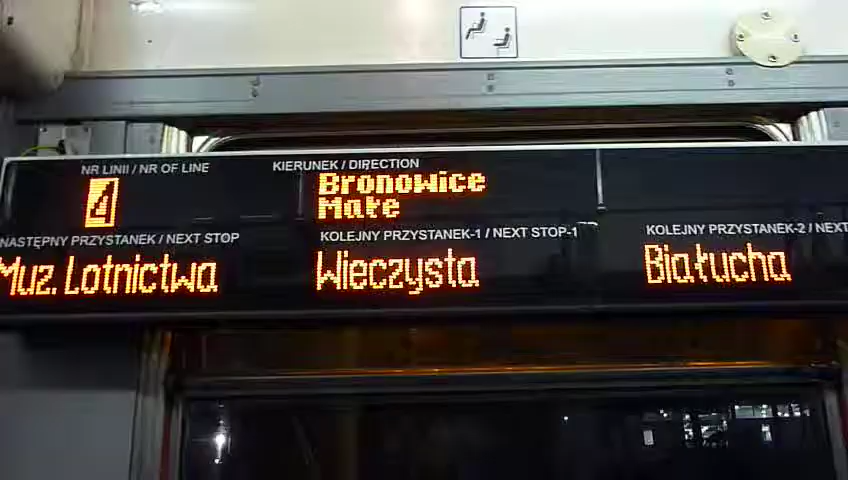 NR LINII / NR OF LINE
KIERUNEK / DIRECTION
4
Bronowice
Małe
NASTĘPNY PRZYSTANEK / NEXT STOP
KOLEJNY PRZYSTANEK-1 / NEXT STOP-1
KOLEJNY PRZYSTANEK-2 / NEXT
Muz. Lotnictwa
Wieczysta
Białucha